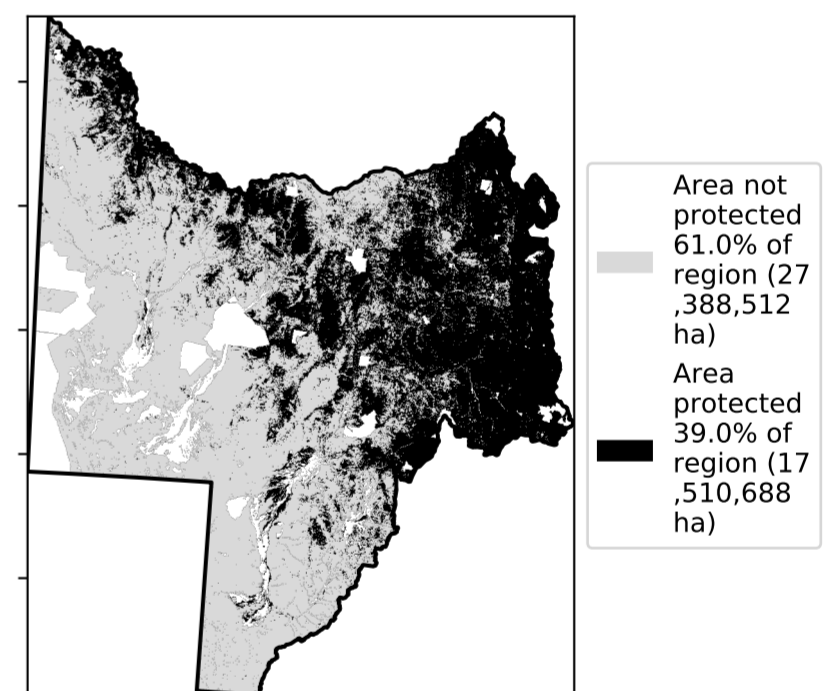 Area not
protected
61.0% of
region (27
,388,512
ha)
Area
protected
39.0% of
region (17
,510,688
ha)